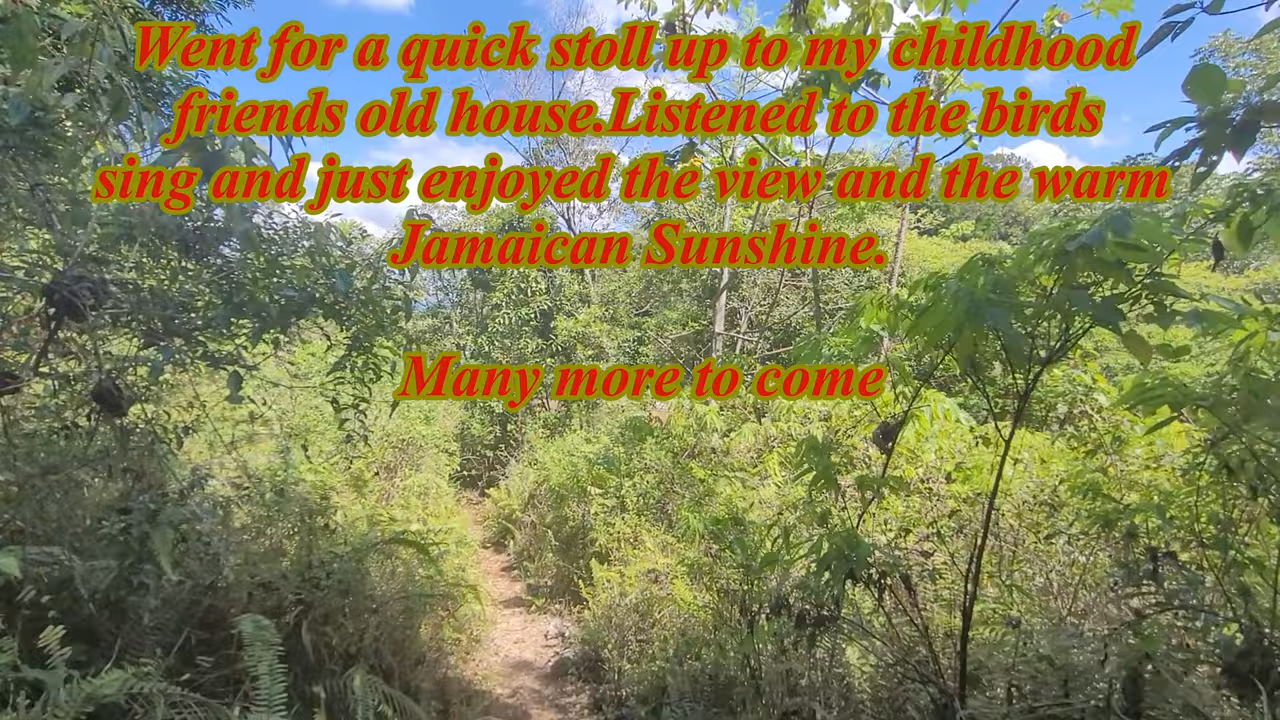 Went for a quick stoll up to my childhood
friends old house.Listened to the birds
sing and just enjoyed the view and the warm
Jamaican Sunshine.
Many more to come